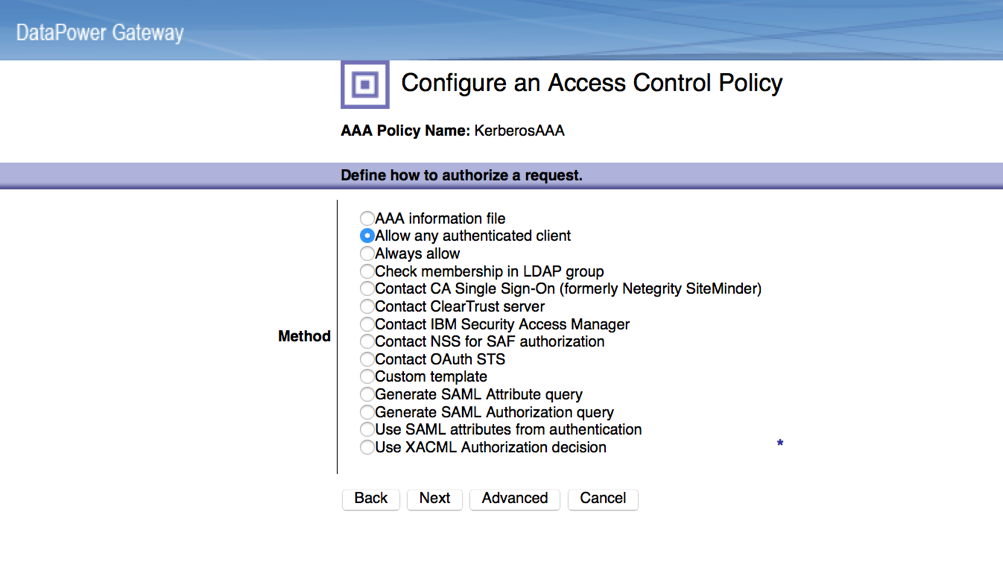 DataPower Gateway
Configure an Access Control Policy
AAA Policy Name: KerberosAAA
Define how to authorize a request.
Method
AAA information file
Allow any authenticated client
Always allow
Check membership in LDAP group
Contact CA Single Sign-On (formerly Netegrity SiteMinder)
Contact ClearTrust server
Contact IBM Security Access Manager
Contact NSS for SAF authorization
Contact OAuth STS
Custom template
Generate SAML Attribute query
Generate SAML Authorization query
Use SAML attributes from authentication
Use XACML Authorization decision *
Back Next Advanced Cancel